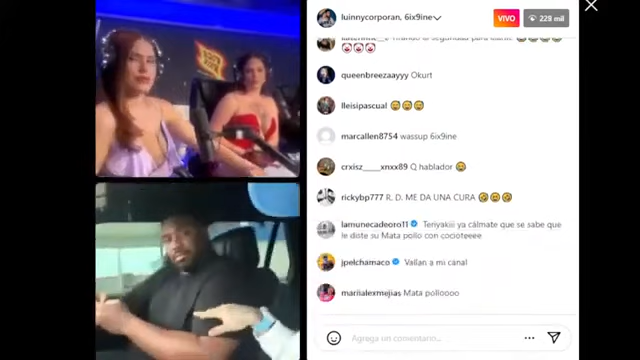 luinnycorporan, 6ix9ine
VIVO
228 mil
queenbreezaayyy Okurt
lleisipascual
marcallen8754 wassup 6ix9ine
crxisz____xnxx89 Q hablador
rickybp777 R. D. ME DA UNA CURA
lamunecadeoro11 Teriyakiii ya cálmate que se sabe que
le diste su Mata pollo con cocioteeee
jpelchamaco Vallan a mi canal
mariialexmejias Mata polloooo
Agrega un comentario...